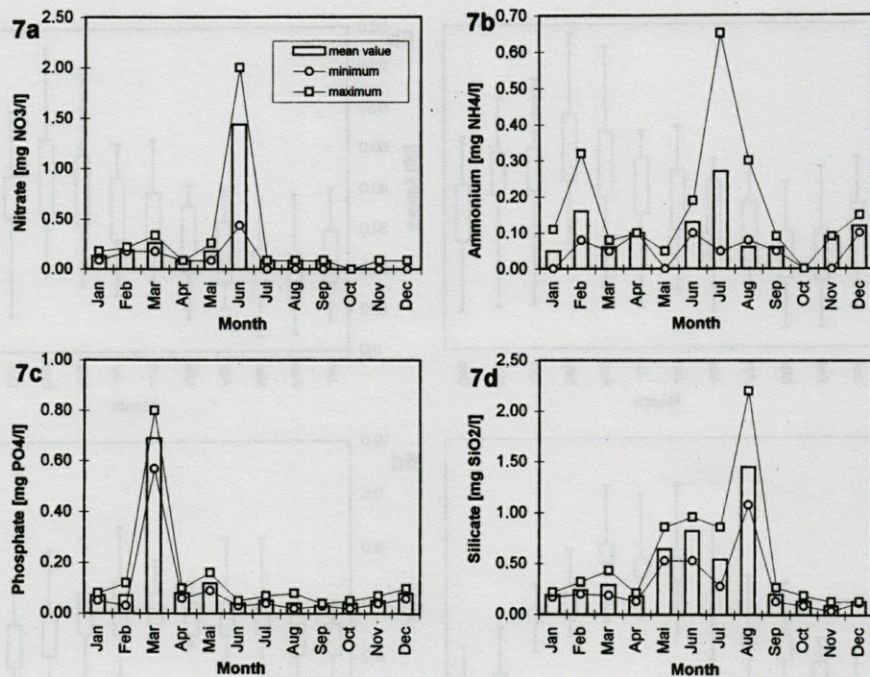 7a
Nitrate [mg NO3/l]
2.50
2.00
1.50
1.00
0.50
0.00
mean value
minimum
maximum
Jan Feb Mar Apr Mai Jun Jul Aug Sep Oct Nov Dec
Month
7b
Ammonium [mg NH4/l]
0.70
0.60
0.50
0.40
0.30
0.20
0.10
0.00
Jan Feb Mar Apr Mai Jun Jul Aug Sep Oct Nov Dec
Month
7c
Phosphate [mg PO4/l]
1.00
0.80
0.60
0.40
0.20
0.00
Jan Feb Mar Apr Mai Jun Jul Aug Sep Oct Nov Dec
Month
7d
Silicate [mg SiO2/l]
2.50
2.00
1.50
1.00
0.50
0.00
Jan Feb Mar Apr Mai Jun Jul Aug Sep Oct Nov Dec
Month